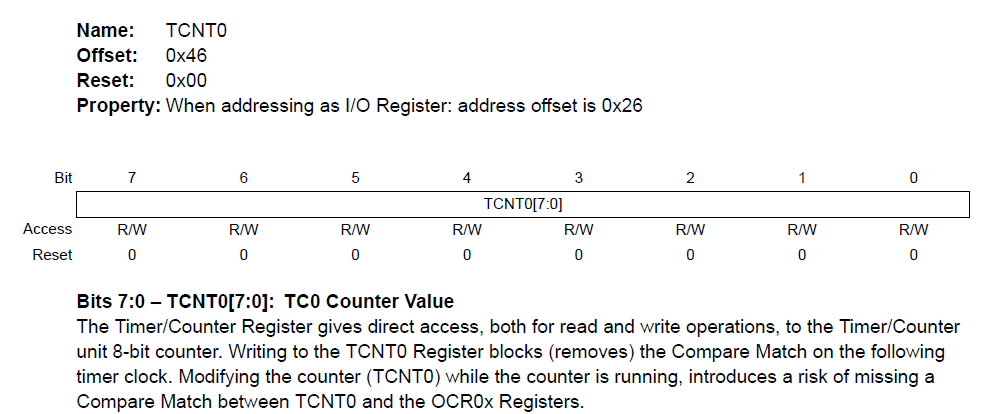 Name: TCNT0
Offset: 0x46
Reset: 0x00
Property: When addressing as I/O Register: address offset is 0x26
Bit 7 6 5 4 3 2 1 0
TCNT0[7:0]
Access R/W R/W R/W R/W R/W R/W R/W R/W
Reset 0 0 0 0 0 0 0 0
Bits 7:0 – TCNT0[7:0]: TC0 Counter Value
The Timer/Counter Register gives direct access, both for read and write operations, to the Timer/Counter
unit 8-bit counter. Writing to the TCNT0 Register blocks (removes) the Compare Match on the following
timer clock. Modifying the counter (TCNT0) while the counter is running, introduces a risk of missing a
Compare Match between TCNT0 and the OCR0x Registers.